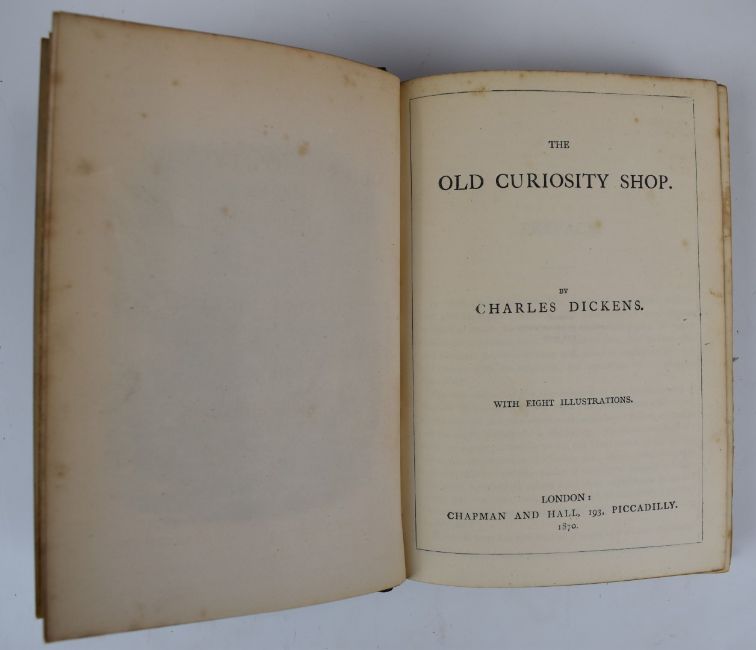 THE
OLD CURIOSITY SHOP.
BY
CHARLES DICKENS.
WITH EIGHT ILLUSTRATIONS.
LONDON:
CHAPMAN AND HALL, 193, PICCADILLY.
1870.